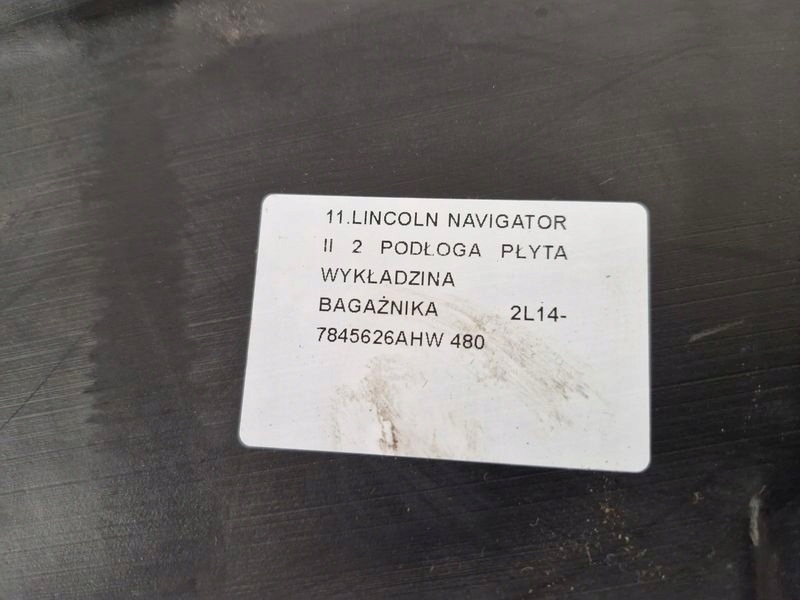 11.LINCOLN NAVIGATOR
II 2 PODŁOGA PŁYTA
WYKŁADZINA
BAGAŻNIKA 2L14-
7845626AHW 480